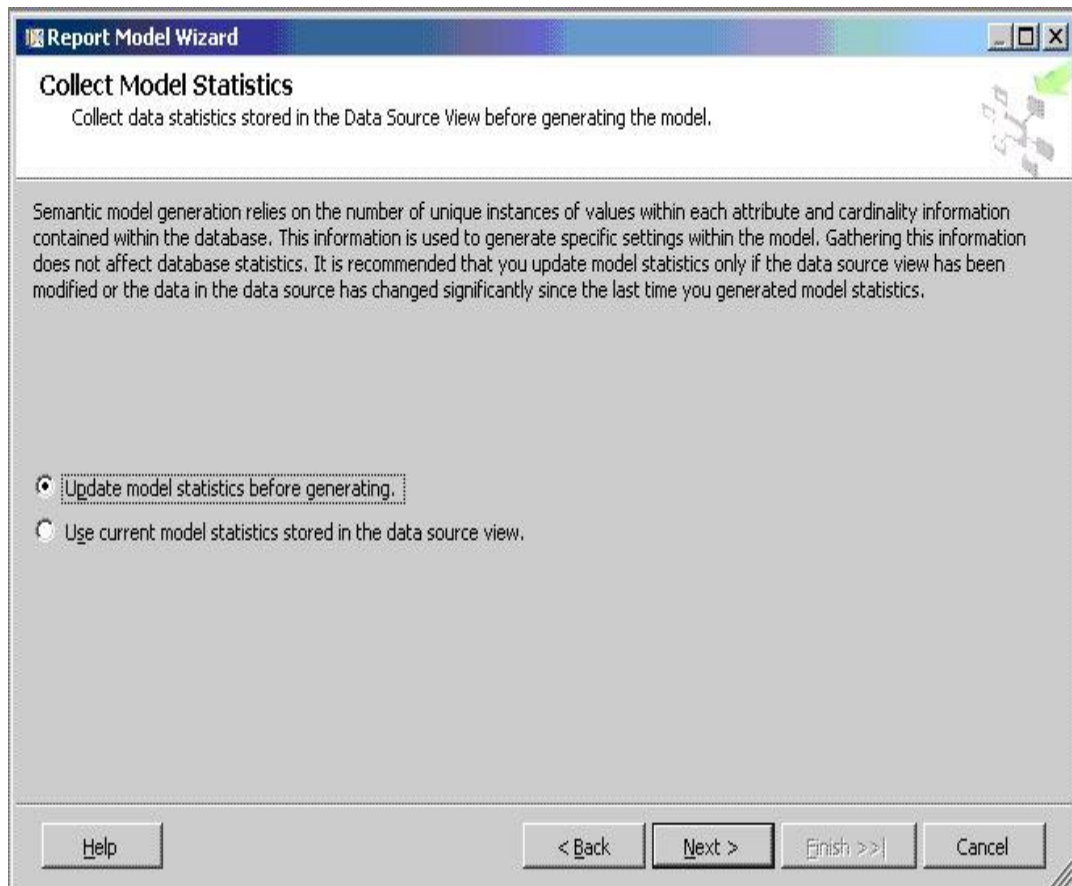 Report Model Wizard
Collect Model Statistics
Collect data statistics stored in the Data Source View before generating the model.
Semantic model generation relies on the number of unique instances of values within each attribute and cardinality information
contained within the database. This information is used to generate specific settings within the model. Gathering this information
does not affect database statistics. It is recommended that you update model statistics only if the data source view has been
modified or the data in the data source has changed significantly since the last time you generated model statistics.
Update model statistics before generating.
Use current model statistics stored in the data source view.
Help
< Back
Next >
Finish >>|
Cancel